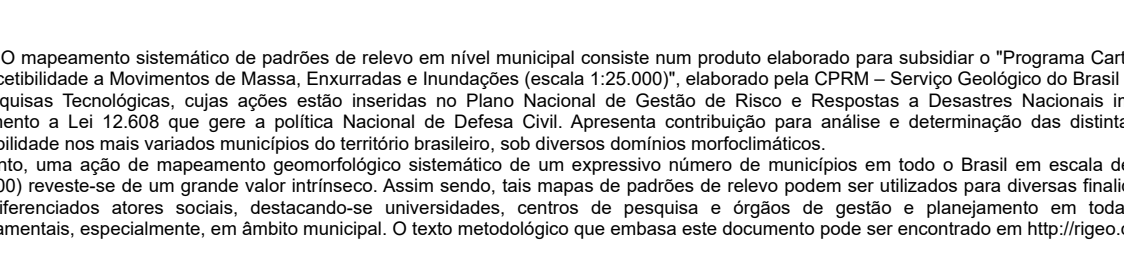 O mapeamento sistemático de padrões de relevo em nível municipal consiste num produto elaborado para subsidiar o "Programa Cart
cetibilidade a Movimentos de Massa, Enxurradas e Inundações (escala 1:25.000)", elaborado pela CPRM – Serviço Geológico do Brasil
quisas Tecnológicas, cujas ações estão inseridas no Plano Nacional de Gestão de Risco e Respostas a Desastres Nacionais in
mento a Lei 12.608 que gere a política Nacional de Defesa Civil. Apresenta contribuição para análise e determinação das distinta
bilidade nos mais variados municípios do território brasileiro, sob diversos domínios morfoclimáticos.
nto, uma ação de mapeamento geomorfológico sistemático de um expressivo número de municípios em todo o Brasil em escala de
00) reveste-se de um grande valor intrínseco. Assim sendo, tais mapas de padrões de relevo podem ser utilizados para diversas finali
iferenciados atores sociais, destacando-se universidades, centros de pesquisa e órgãos de gestão e planejamento em toda
amentais, especialmente, em âmbito municipal. O texto metodológico que embasa este documento pode ser encontrado em http://rigeo.c